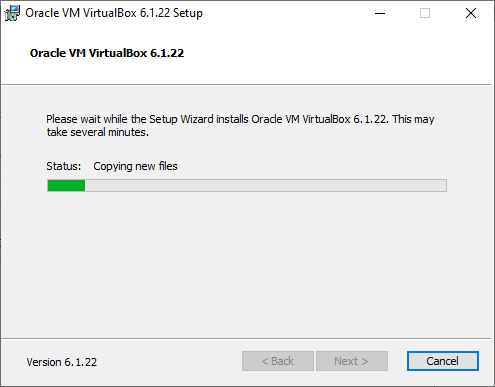 Oracle VM VirtualBox 6.1.22 Setup
Oracle VM VirtualBox 6.1.22
Please wait while the Setup Wizard installs Oracle VM VirtualBox 6.1.22. This may
take several minutes.
Status: Copying new files
Version 6.1.22 < Back Next > Cancel